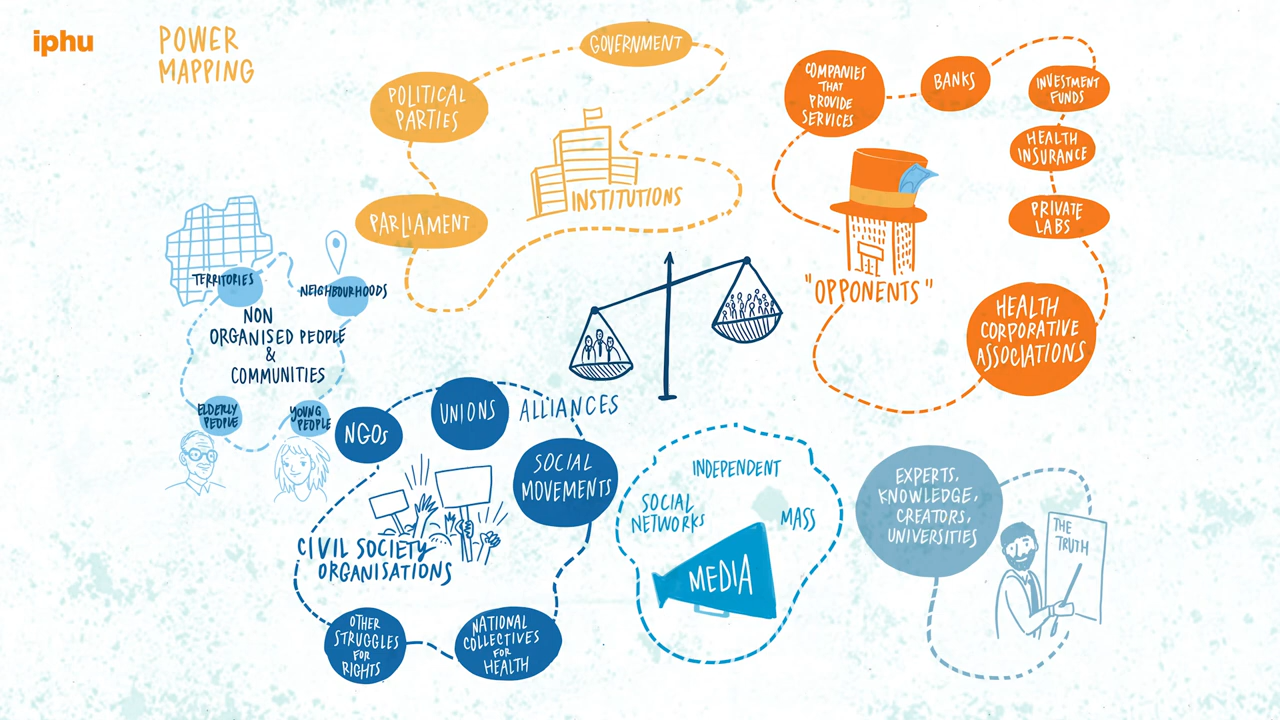 iphu
POWER
MAPPING
GOVERNMENT
POLITICAL
PARTIES
PARLIAMENT
INSTITUTIONS
COMPANIES
THAT
PROVIDE
SERVICES
BANKS
INVESTMENT
FUNDS
HEALTH
INSURANCE
PRIVATE
LABS
HEALTH
CORPORATIVE
ASSOCIATIONS
"OPPONENTS"
TERRITORIES
NEIGHBOURHOODS
NON
ORGANISED PEOPLE
&
COMMUNITIES
ELDERLY
PEOPLE
YOUNG
PEOPLE
NGOs
UNIONS
ALLIANCES
SOCIAL
MOVEMENTS
CIVIL SOCIETY
ORGANISATIONS
OTHER
STRUGGLES
FOR
RIGHTS
NATIONAL
COLLECTIVES
FOR
HEALTH
INDEPENDENT
SOCIAL
NETWORKS
MASS
MEDIA
EXPERTS,
KNOWLEDGE,
CREATORS,
UNIVERSITIES
THE
TRUTH